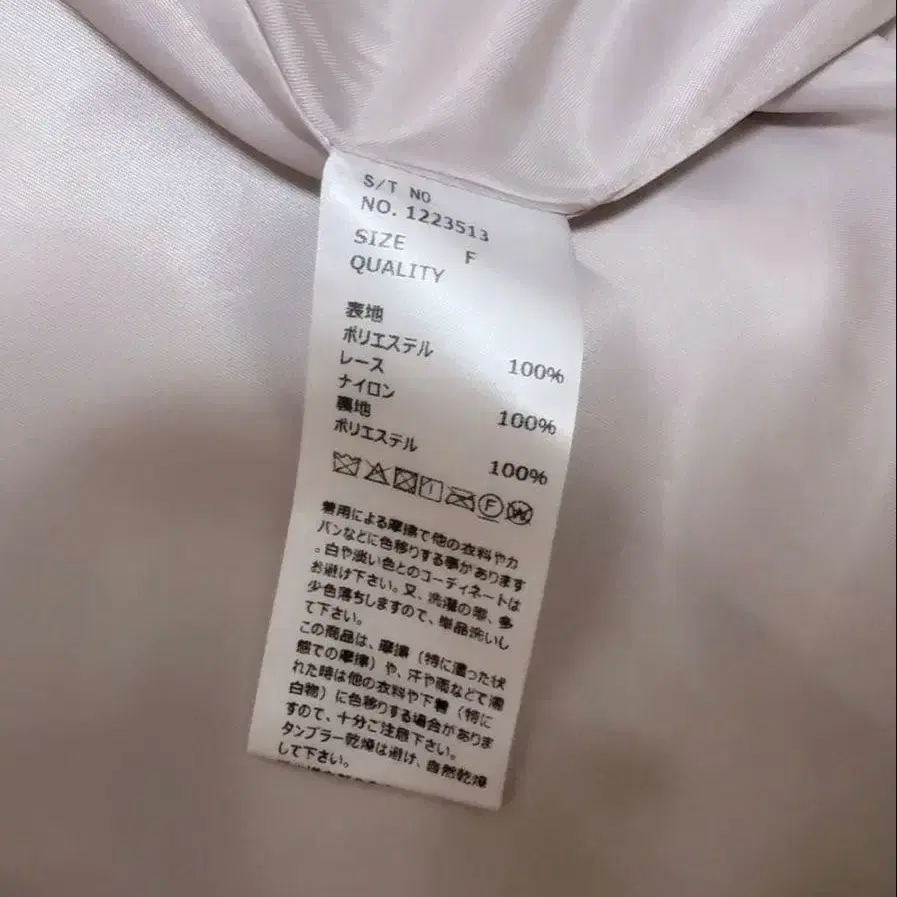 S/T NO
NO. 1223513
SIZE F
QUALITY
表地
ポリエステル 100%
レース
ナイロン 100%
裏地
ポリエステル 100%
F W
着用による摩擦で他の衣料やカ
バンなどに色移りする事があります
。白や淡い色とのコーディネートは
お避け下さい。又、洗濯の際、多
少色落ちしますので、単品洗いし
て下さい。
この商品は、摩擦(特に湿った状
態での摩擦)や、汗や雨などで濡
れた時は他の衣料や下着(特に
白物)に色移りする場合がありま
すので、十分ご注意下さい。
タンブラー乾燥は避け、自然乾燥
して下さい。